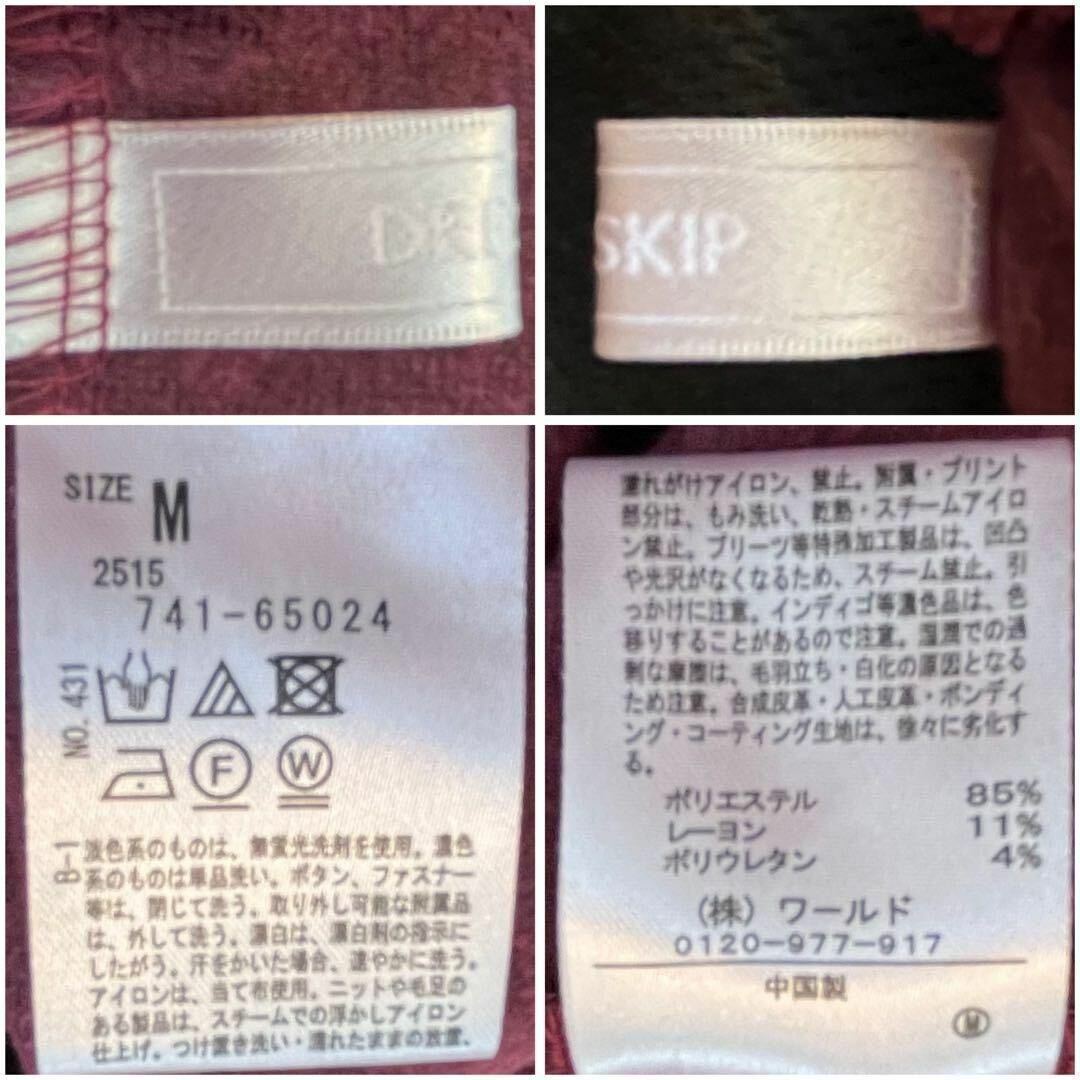 DR
SKIP
SIZE M
2515
741-65024
NO. 431
F W
B-1
淡色系のものは、無蛍光洗剤を使用。濃色
系のものは単品洗い。ボタン、ファスナー
等は、閉じて洗う。取り外し可能な附属品
は、外して洗う。漂白は、漂白剤の指示に
したがう。汗をかいた場合、速やかに洗う。
アイロンは、当て布使用。ニットや毛足の
ある製品は、スチームでの浮かしアイロン
仕上げ。つけ置き洗い・濡れたままの放置、
濡れがけアイロン、禁止。附属・プリント
部分は、もみ洗い、乾熱・スチームアイロ
ン禁止。プリーツ等特殊加工製品は、凹凸
や光沢がなくなるため、スチーム禁止。引
っかけに注意。インディゴ等濃色品は、色
移りすることがあるので注意。湿潤での過
剰な摩擦は、毛羽立ち・白化の原因となる
ため注意。合成皮革・人工皮革・ボンディ
ング・コーティング生地は、徐々に劣化す
る。
ポリエステル 85%
レーヨン 11%
ポリウレタン 4%
(株) ワールド
0120-977-917
中国製
M